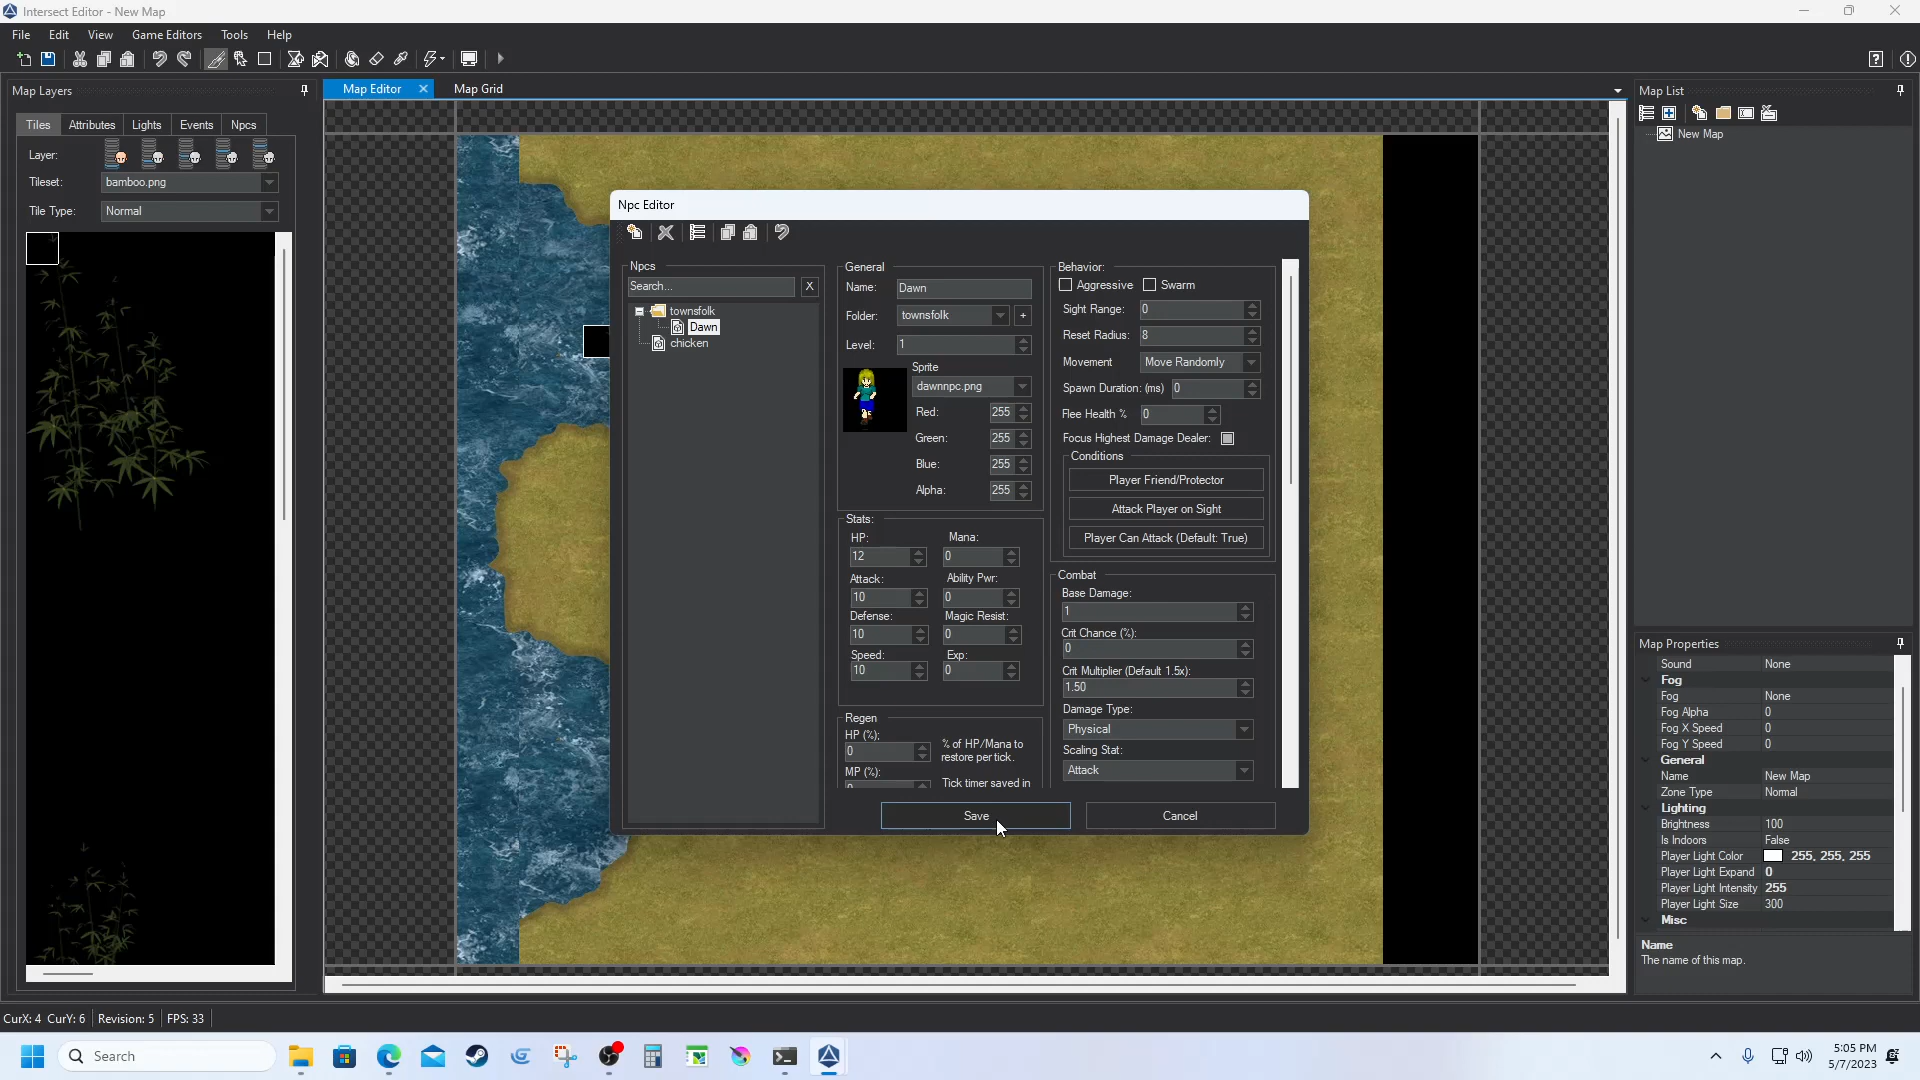 Intersect Editor - New Map
File Edit View Game Editors Tools Help
Map Layers
Map Editor
Map Grid
Map List
Tiles Attributes Lights Events Npcs
Layer:
Tileset: bamboo.png
Tile Type: Normal
New Map
Npc Editor
Npcs
Search...
X
townsfolk
Dawn
chicken
General
Name: Dawn
Folder: townsfolk +
Level: 1
Sprite
dawnnpc.png
Red: 255
Green: 255
Blue: 255
Alpha: 255
Stats:
HP: Mana:
12 0
Attack: Ability Pwr:
10 0
Defense: Magic Resist:
10 0
Speed: Exp:
10 0
Regen
HP (%):
0
% of HP/Mana to
restore per tick.
MP (%):
0
Tick timer saved in
Behavior:
Aggressive Swarm
Sight Range: 0
Reset Radius: 8
Movement Move Randomly
Spawn Duration: (ms) 0
Flee Health % 0
Focus Highest Damage Dealer:
Conditions
Player Friend/Protector
Attack Player on Sight
Player Can Attack (Default: True)
Combat
Base Damage:
1
Crit Chance (%):
0
Crit Multiplier (Default 1.5x):
1.50
Damage Type:
Physical
Scaling Stat:
Attack
Save
Cancel
Map Properties
Sound None
Fog
Fog None
Fog Alpha 0
Fog X Speed 0
Fog Y Speed 0
General
Name New Map
Zone Type Normal
Lighting
Brightness 100
Is Indoors False
Player Light Color 255, 255, 255
Player Light Expand 0
Player Light Intensity 255
Player Light Size 300
Misc
Name
The name of this map.
CurX: 4 CurY: 6 Revision: 5 FPS: 33
Search
5:05 PM
5/7/2023